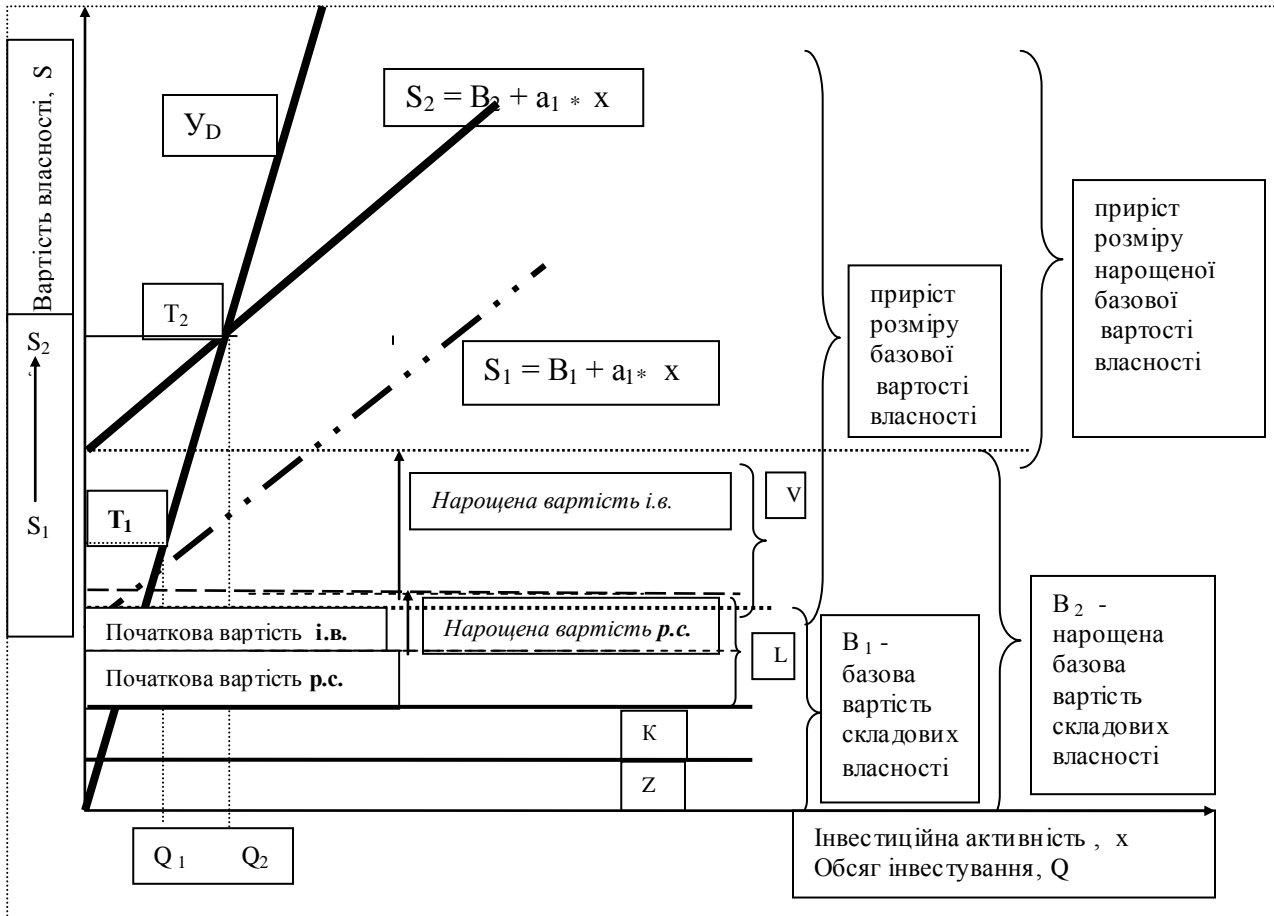 Вартість власності, S
S₂
S₁
У_D
S₂ = B₂ + a₁ * x
T₂
S₁ = B₁ + a₁* x
T₁
приріст
розміру
базової
вартості
власності
приріст
розміру
нарощеної
базової
вартості
власності
Нарощена вартість і.в.
V
Початкова вартість і.в.
Нарощена вартість р.с.
Початкова вартість р.с.
L
К
Z
B₁ -
базова
вартість
складових
власності
B₂ -
нарощена
базова
вартість
складових
власності
Q₁ Q₂
Інвестиційна активність , х
Обсяг інвестування, Q